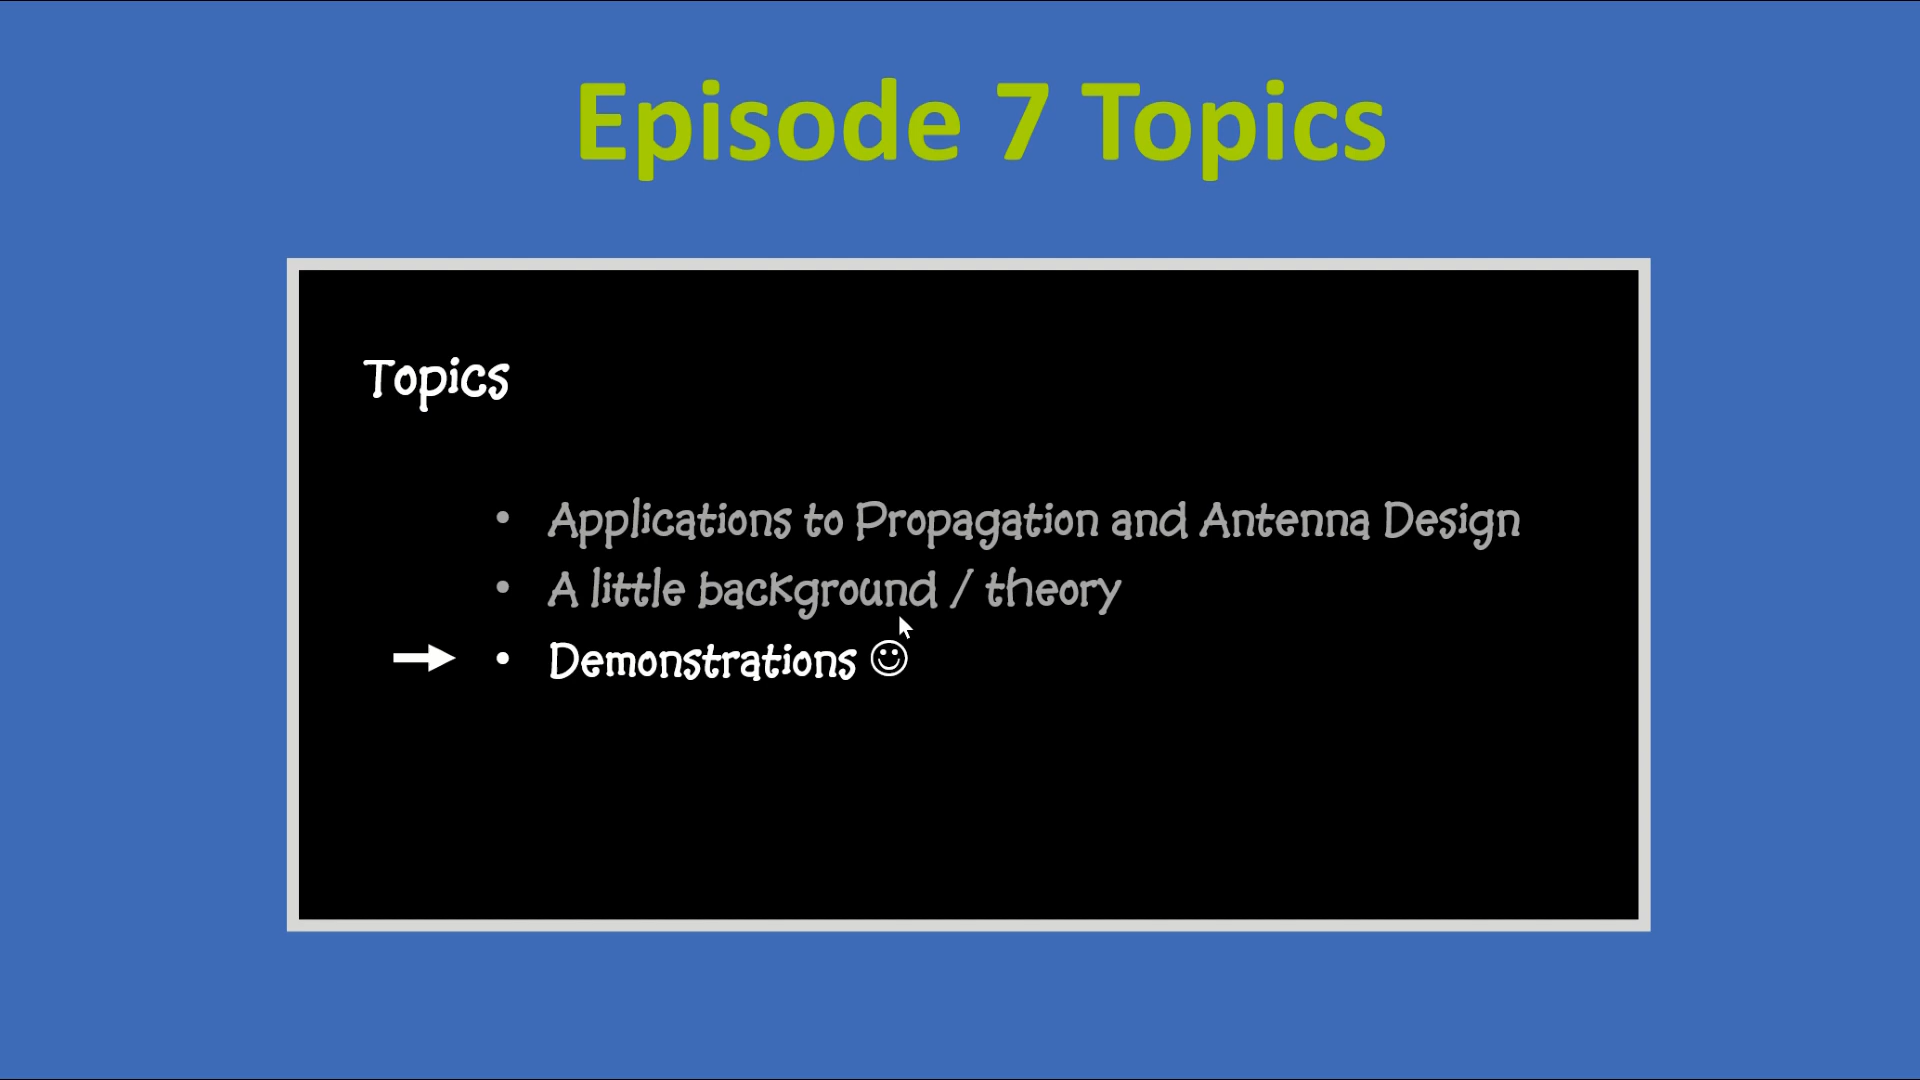 Episode 7 Topics
Topics
• Applications to Propagation and Antenna Design
• A little background / theory
• Demonstrations ☺